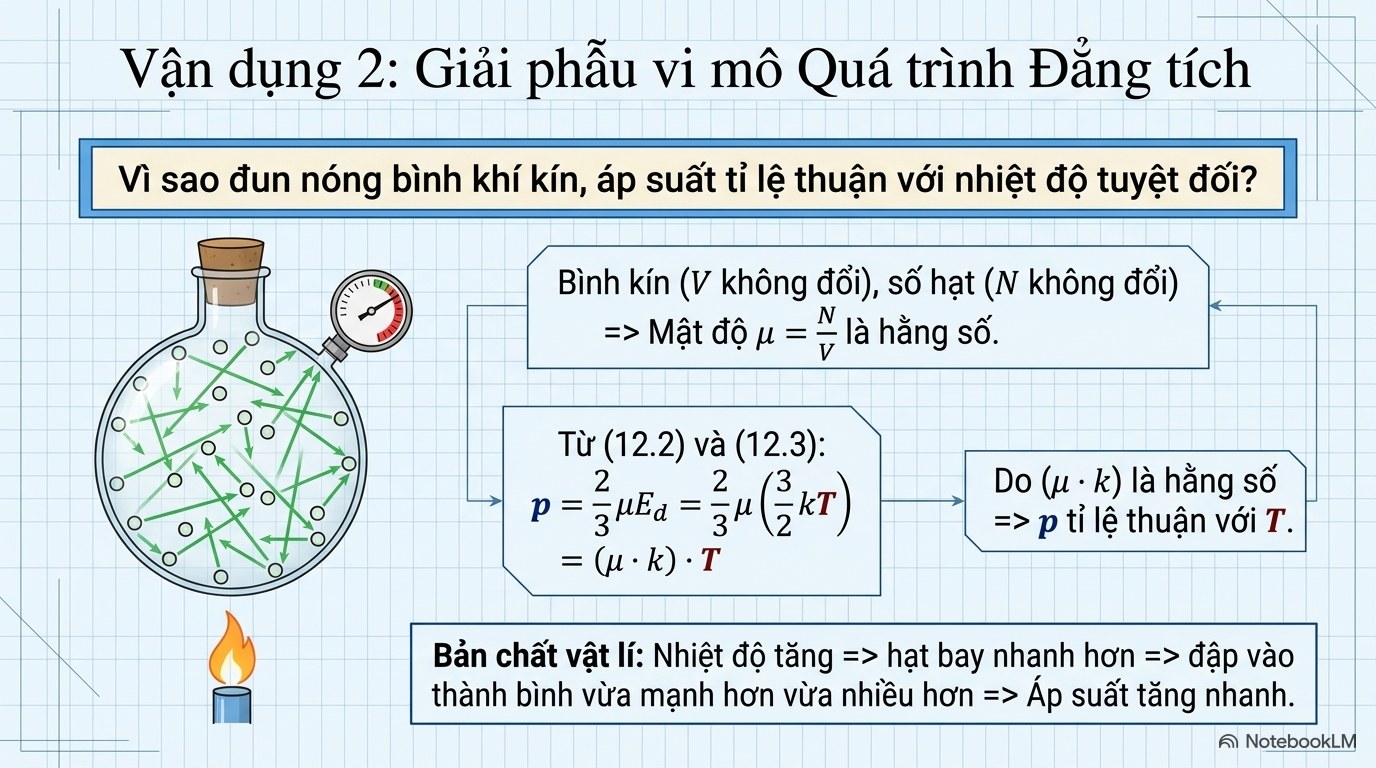 Vận dụng 2: Giải phẫu vi mô Quá trình Đẳng tích
Vì sao đun nóng bình khí kín, áp suất tỉ lệ thuận với nhiệt độ tuyệt đối?
Bình kín (V không đổi), số hạt (N không đổi)
=> Mật độ μ = N/V là hằng số.
Từ (12.2) và (12.3):
p = 2/3 μE_d = 2/3 μ (3/2 kT)
= (μ · k) · T
Do (μ · k) là hằng số
=> p tỉ lệ thuận với T.
Bản chất vật lí: Nhiệt độ tăng => hạt bay nhanh hơn => đập vào
thành bình vừa mạnh hơn vừa nhiều hơn => Áp suất tăng nhanh.
NotebookLM